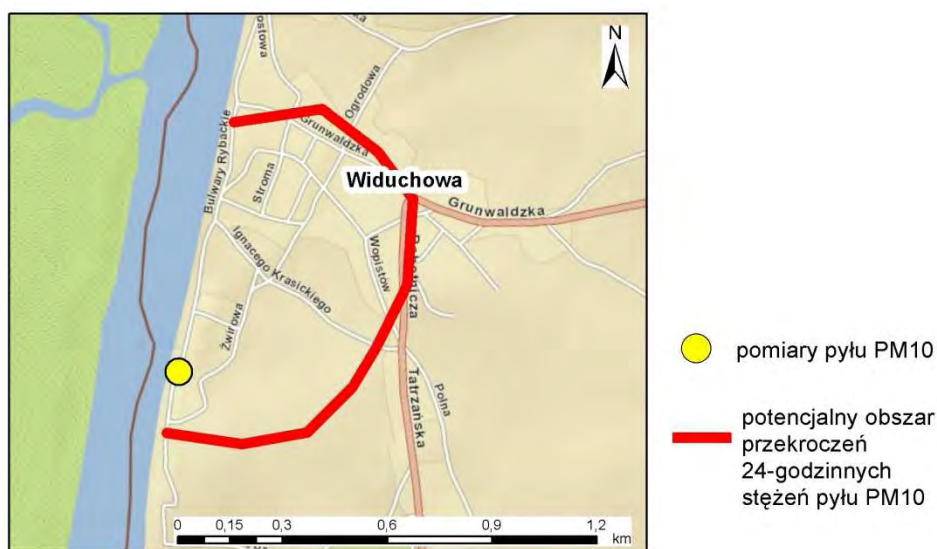 N
ostowa
Ogrodowa
Grunwaldzka
Bulwary Rybackie
Stroma
Widuchowa
Grunwaldzka
Wopistów
Ignacego Krasickiego
Żwirowa
Tatrzańska
Polna
0 0,15 0,3 0,6 0,9 1,2
km
pomiary pyłu PM10
potencjalny obszar
przekroczeń
24-godzinnych
stężeń pyłu PM10